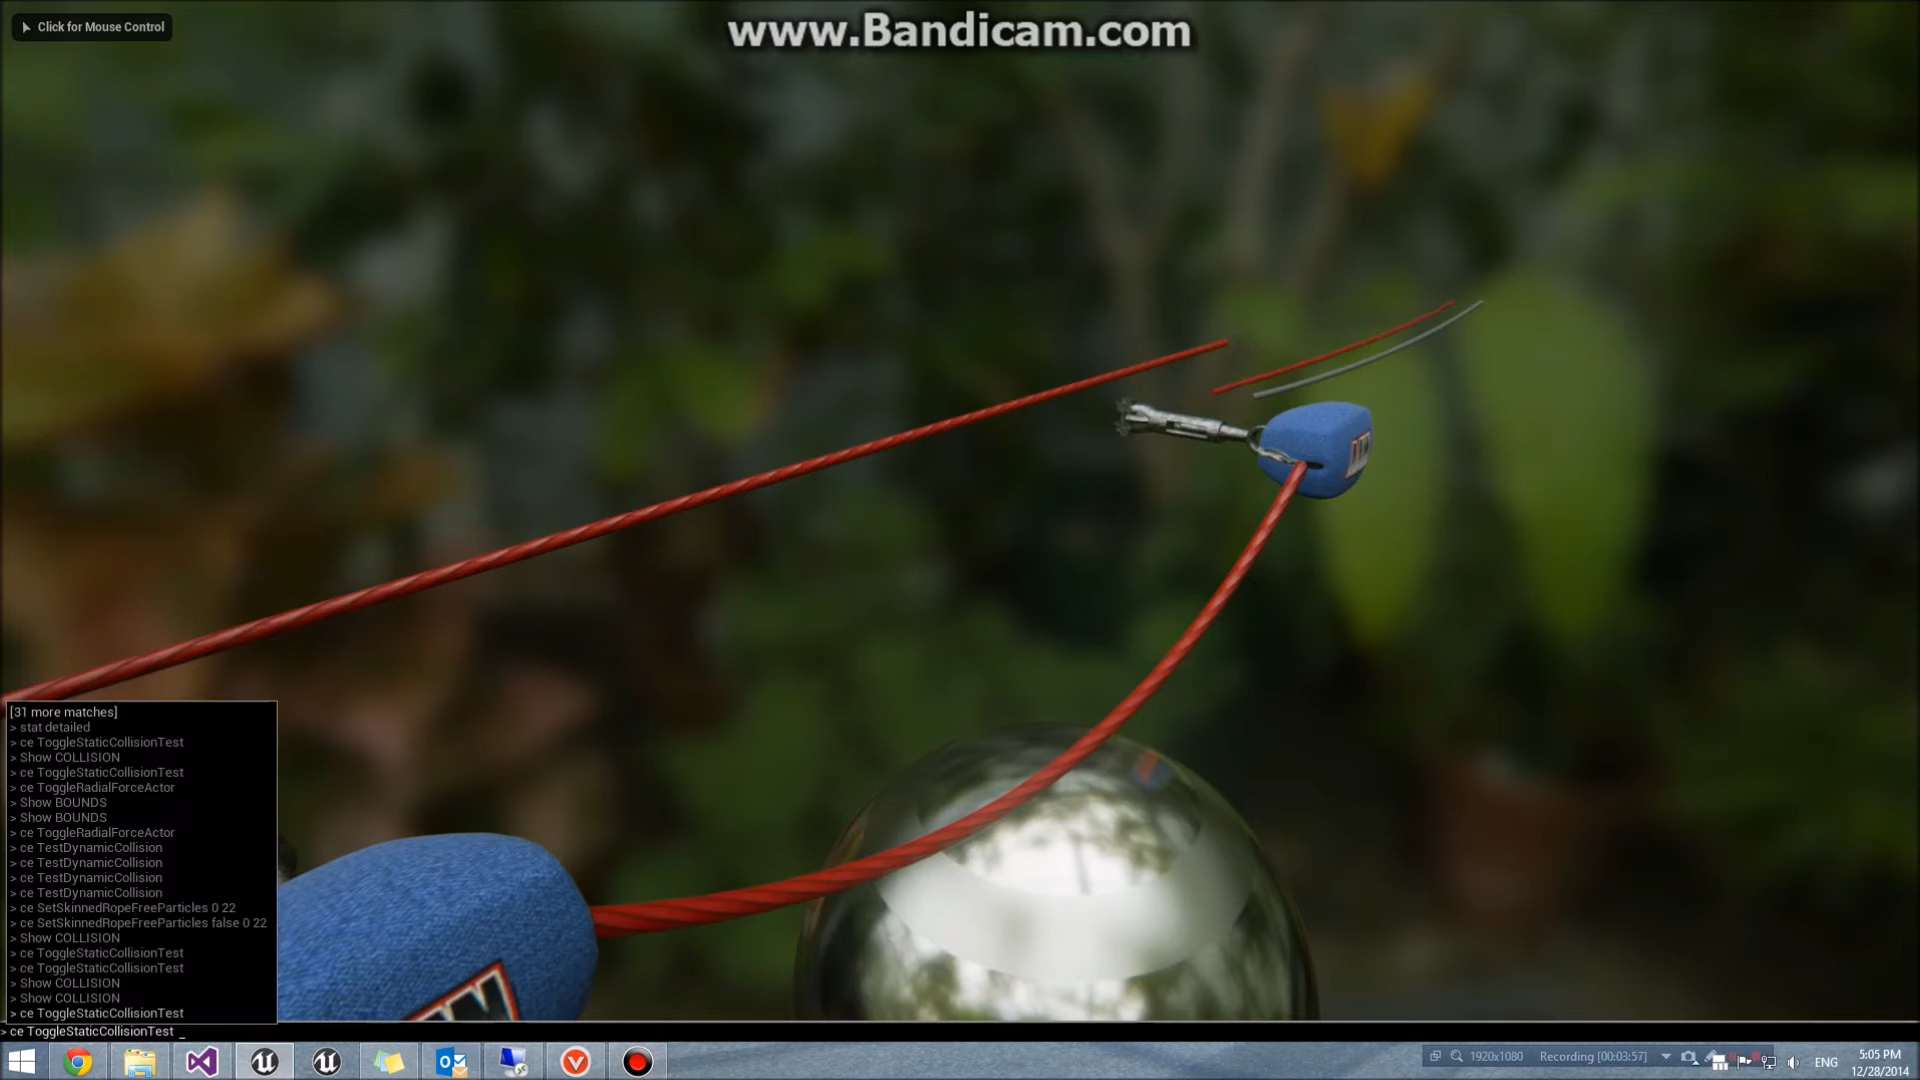 Click for Mouse Control
www.Bandicam.com
[31 more matches]
> stat detailed
> ce ToggleStaticCollisionTest
> Show COLLISION
> ce ToggleStaticCollisionTest
> ce ToggleRadialForceActor
> Show BOUNDS
> Show BOUNDS
> ce ToggleRadialForceActor
> ce TestDynamicCollision
> ce TestDynamicCollision
> ce TestDynamicCollision
> ce TestDynamicCollision
> ce SetSkinnedRopeFreeParticles 0 22
> ce SetSkinnedRopeFreeParticles false 0 22
> Show COLLISION
> ce ToggleStaticCollisionTest
> ce ToggleStaticCollisionTest
> Show COLLISION
> Show COLLISION
> ce ToggleStaticCollisionTest
> ce ToggleStaticCollisionTest _
1920x1080 Recording [00:03:57]
ENG
5:05 PM
12/28/2014